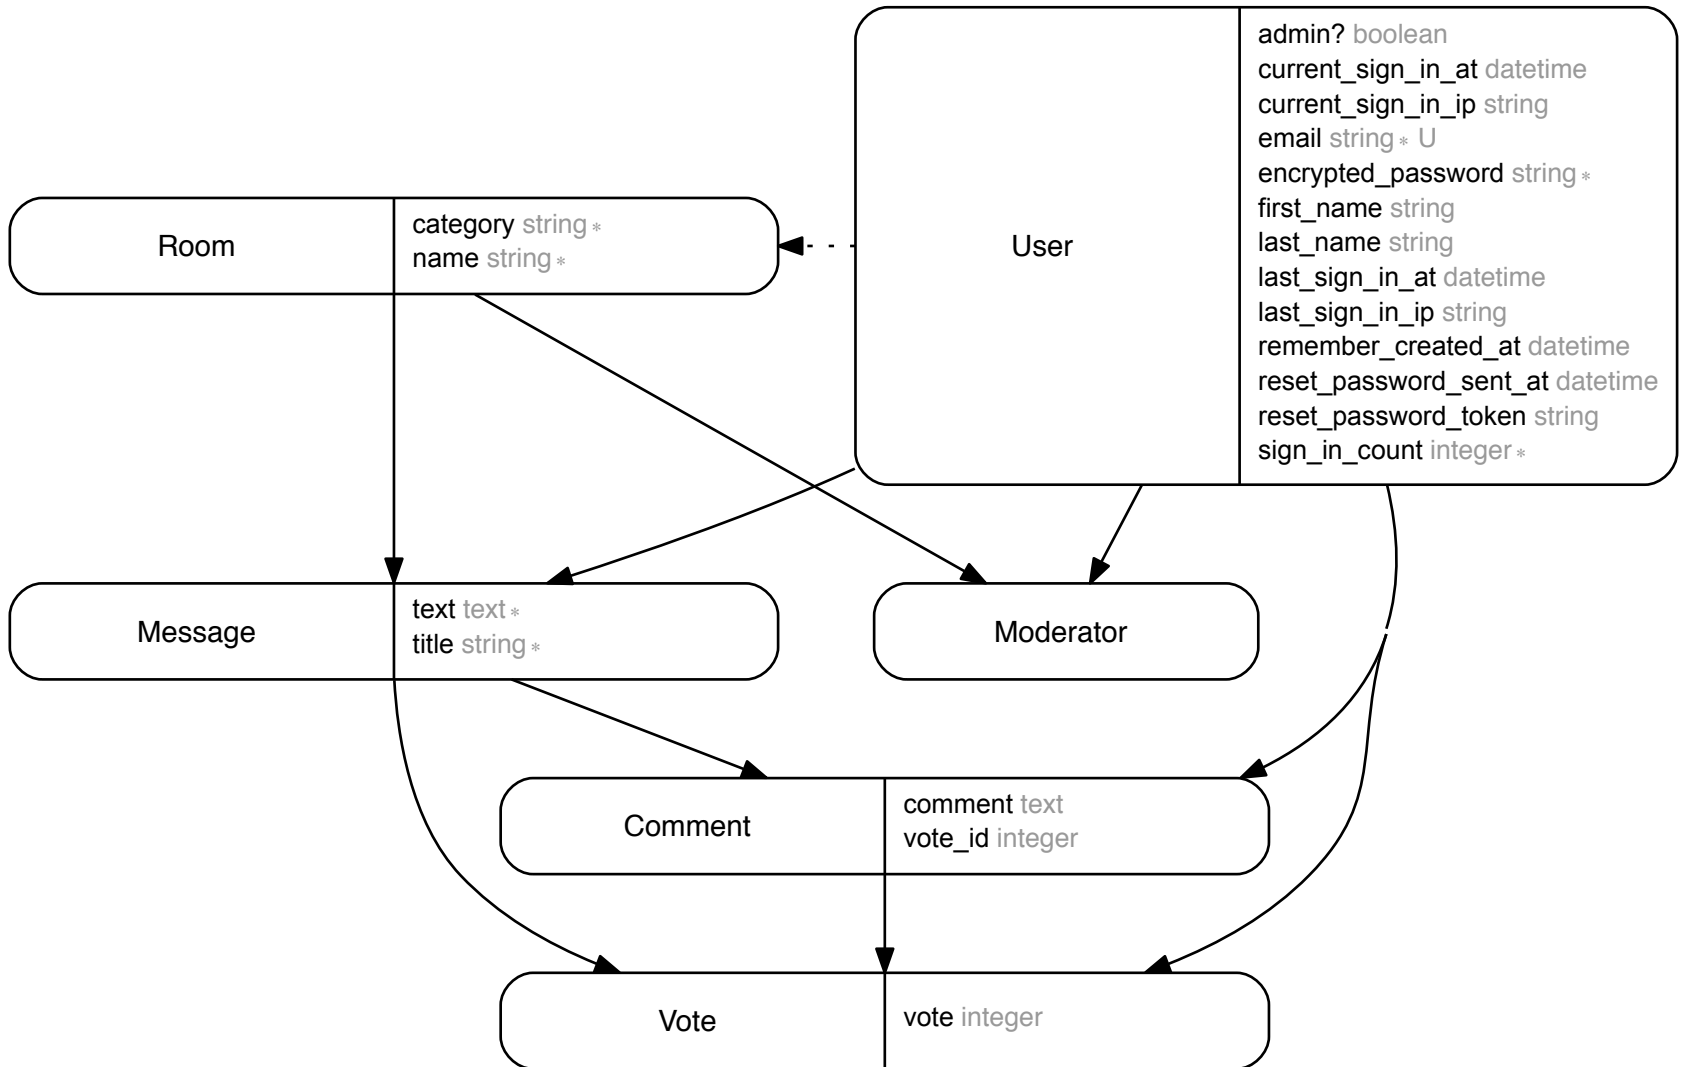 Room
category string *
name string *
User
admin? boolean
current_sign_in_at datetime
current_sign_in_ip string
email string * U
encrypted_password string *
first_name string
last_name string
last_sign_in_at datetime
last_sign_in_ip string
remember_created_at datetime
reset_password_sent_at datetime
reset_password_token string
sign_in_count integer *
Message
text text *
title string *
Moderator
Comment
comment text
vote_id integer
Vote
vote integer